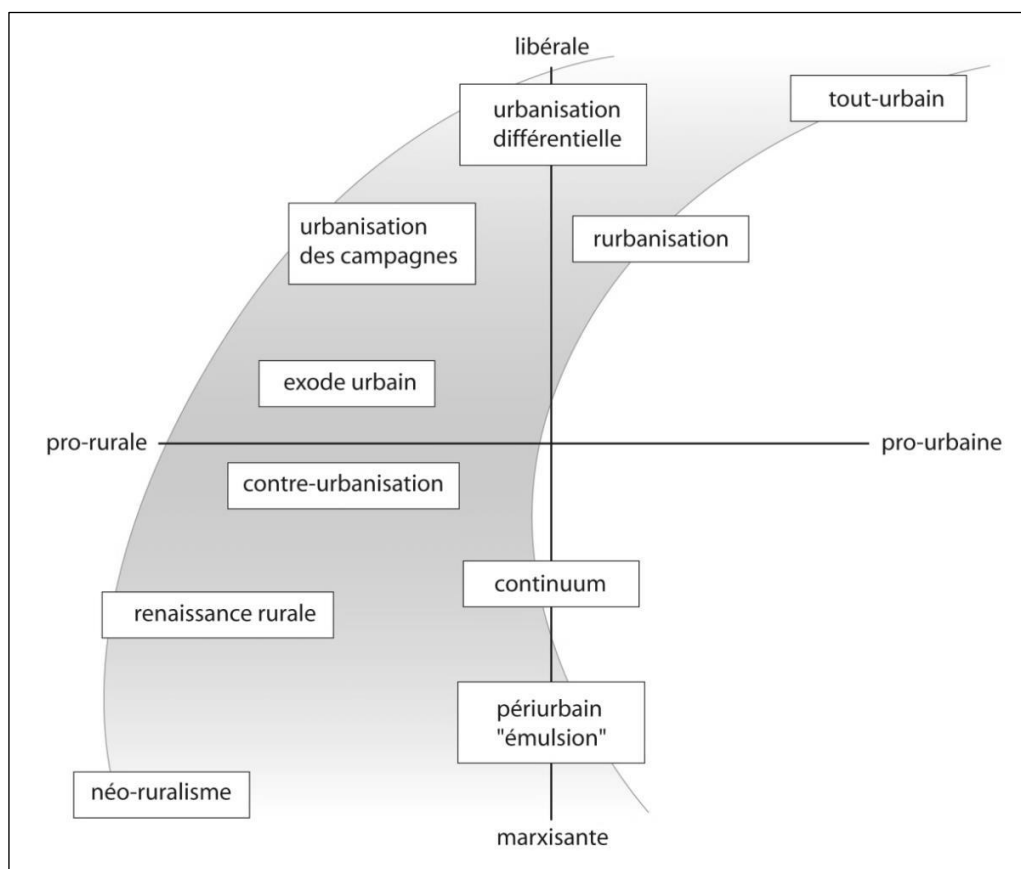 libérale
tout-urbain
urbanisation
différentielle
urbanisation
des campagnes
rurbanisation
exode urbain
pro-rurale
pro-urbaine
contre-urbanisation
continuum
renaissance rurale
périurbain
"émulsion"
néo-ruralisme
marxisante